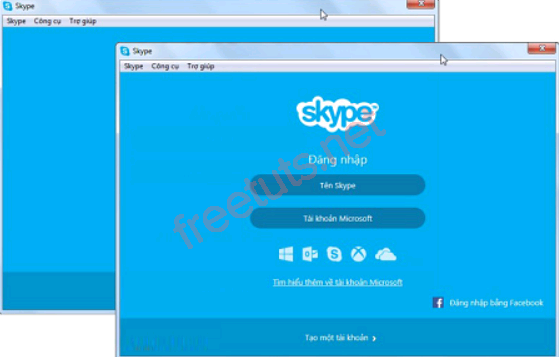 Skype
Skype Công cụ Trợ giúp
Skype
Skype Công cụ Trợ giúp
skype™
Đăng nhập
Tên Skype
Tài khoản Microsoft
Tìm hiểu thêm về tài khoản Microsoft
Đăng nhập bằng Facebook
Tạo một tài khoản
freetuts.net